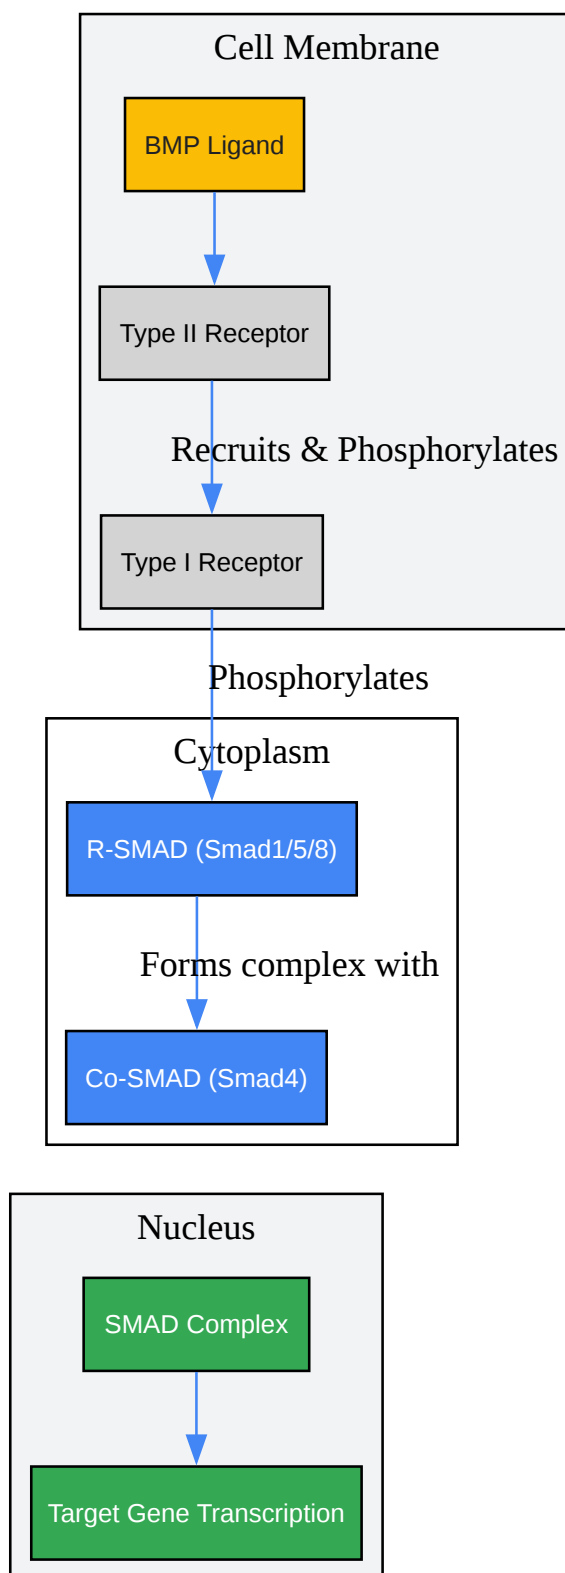 Cell Membrane
BMP Ligand
Type II Receptor
Recruits & Phosphorylates
Type I Receptor
Phosphorylates
Cytoplasm
R-SMAD (Smad1/5/8)
Forms complex with
Co-SMAD (Smad4)
Nucleus
SMAD Complex
Target Gene Transcription